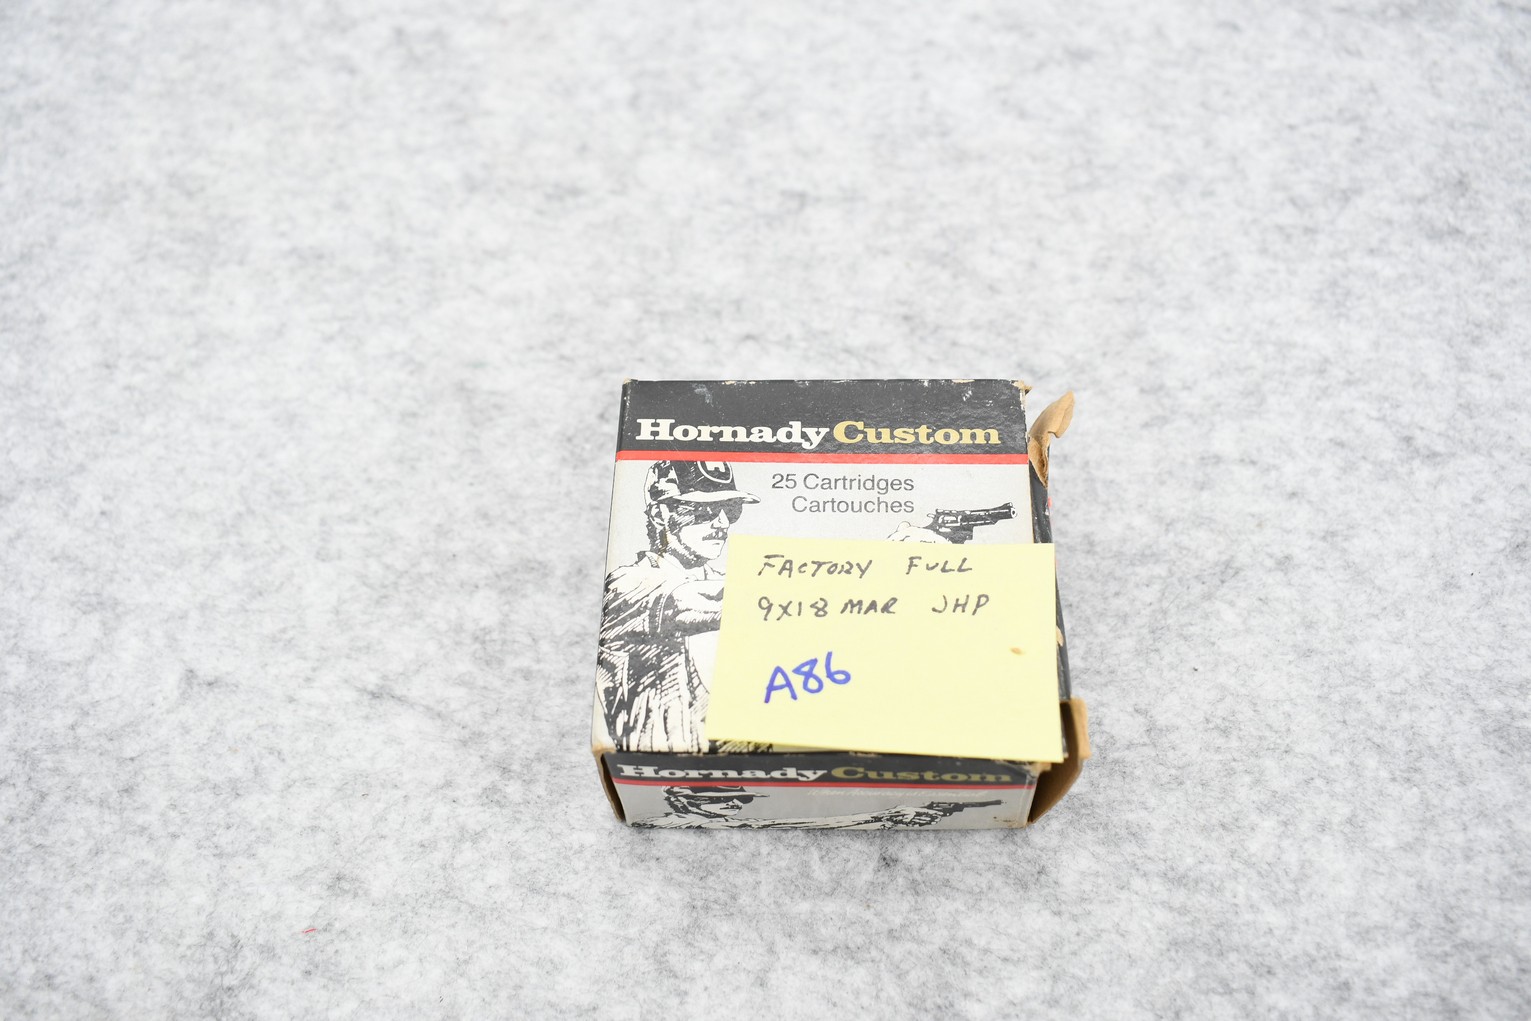 Hornady Custom
25 Cartridges
Cartouches
FACTORY FULL
9X18 MAR JHP
A86
Hornady Custom